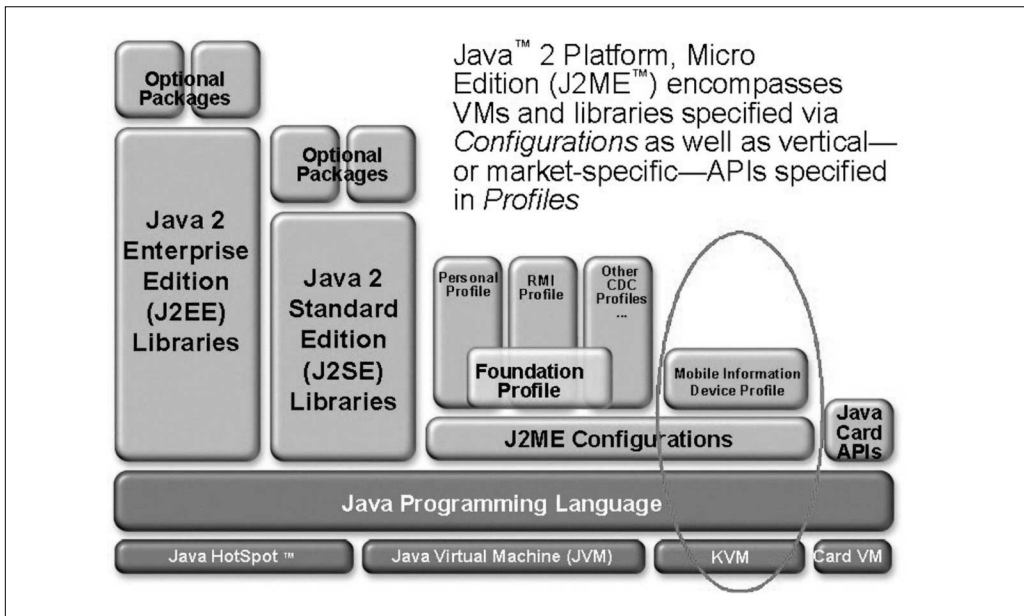 Java™ 2 Platform, Micro
Edition (J2ME™) encompasses
VMs and libraries specified via
Configurations as well as vertical—
or market-specific—APIs specified
in Profiles
Optional
Packages
Optional
Packages
Java 2
Enterprise
Edition
(J2EE)
Libraries
Java 2
Standard
Edition
(J2SE)
Libraries
Personal
Profile
RMI
Profile
Other
CDC
Profiles
...
Foundation
Profile
Mobile Information
Device Profile
J2ME Configurations
Java
Card
APIs
Java Programming Language
Java HotSpot ™
Java Virtual Machine (JVM)
KVM
Card VM